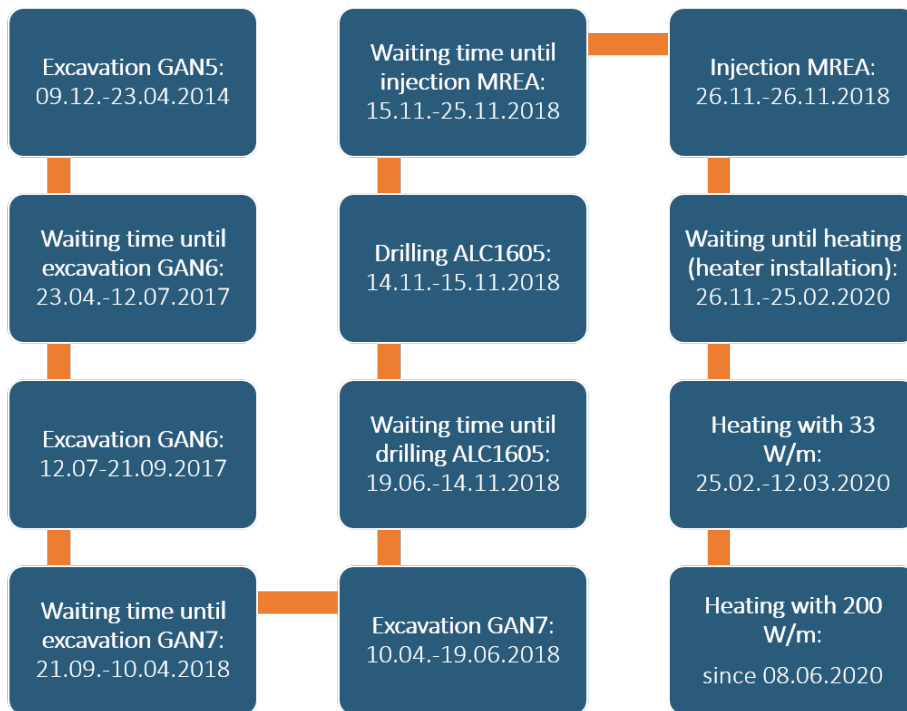 Excavation GAN5:
09.12.-23.04.2014
Waiting time until
excavation GAN6:
23.04.-12.07.2017
Excavation GAN6:
12.07-21.09.2017
Waiting time until
excavation GAN7:
21.09.-10.04.2018
Excavation GAN7:
10.04.-19.06.2018
Waiting time until
drilling ALC1605:
19.06.-14.11.2018
Drilling ALC1605:
14.11.-15.11.2018
Waiting time until
injection MREA:
15.11.-25.11.2018
Injection MREA:
26.11.-26.11.2018
Waiting until heating
(heater installation):
26.11.-25.02.2020
Heating with 33
W/m:
25.02.-12.03.2020
Heating with 200
W/m:
since 08.06.2020